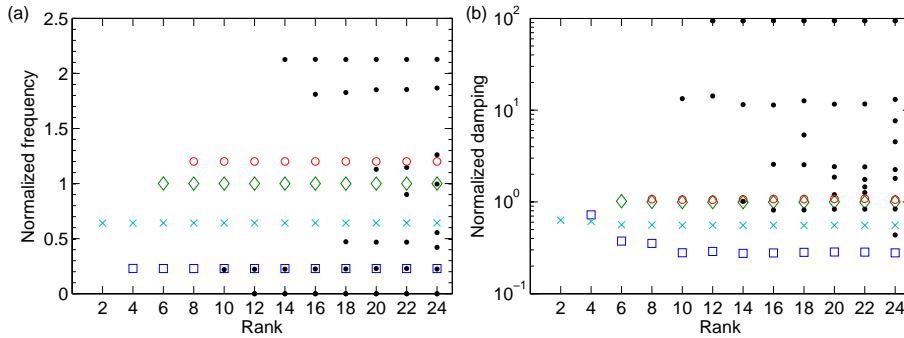 (a)
Normalized frequency
2.5
2
1.5
1
0.5
0
2 4 6 8 10 12 14 16 18 20 22 24
Rank
(b)
Normalized damping
10^2
10^1
10^0
10^−1
2 4 6 8 10 12 14 16 18 20 22 24
Rank